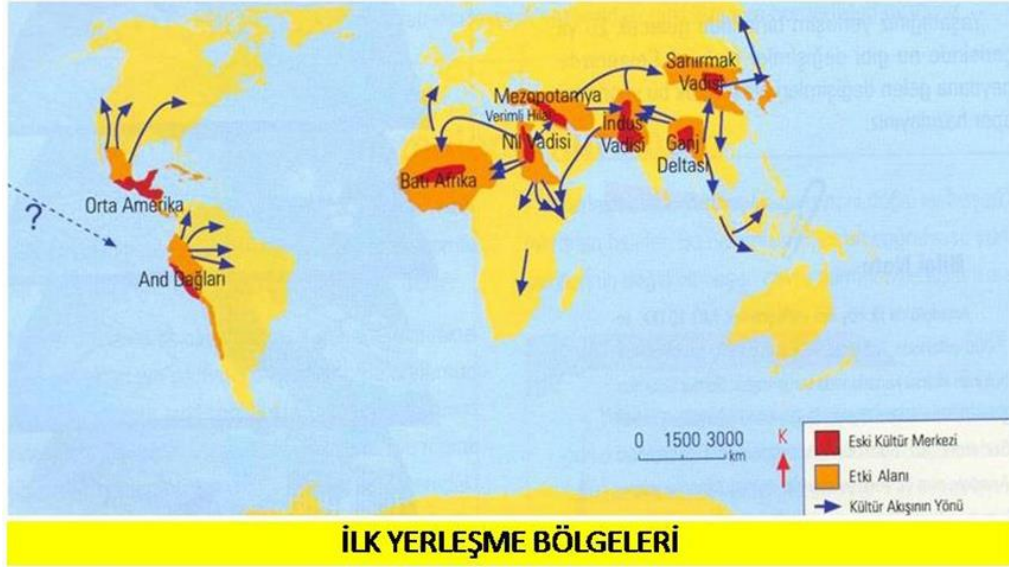 Sarıırmak
Vadisi
Mezopotamya
Verimli Hilal
Nil Vadisi
İndus
Vadisi
Ganj
Deltası
Batı Afrika
Orta Amerika
?
And Dağları
0 1500 3000
km
K
Eski Kültür Merkezi
Etki Alanı
Kültür Akışının Yönü
İLK YERLEŞME BÖLGELERİ